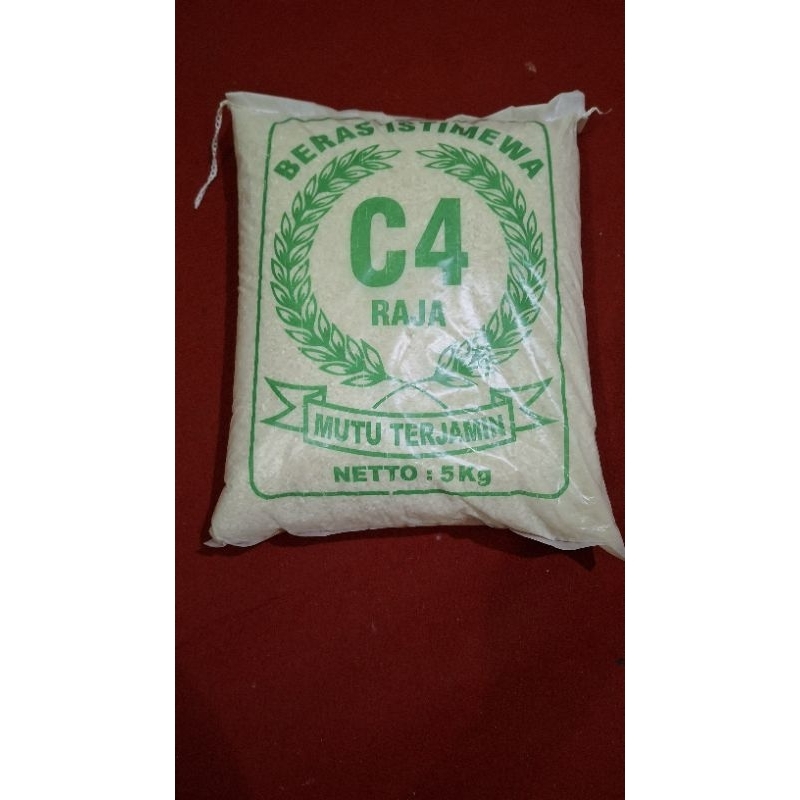 BERAS ISTIMEWA
C4
RAJA
MUTU TERJAMIN
NETTO : 5Kg